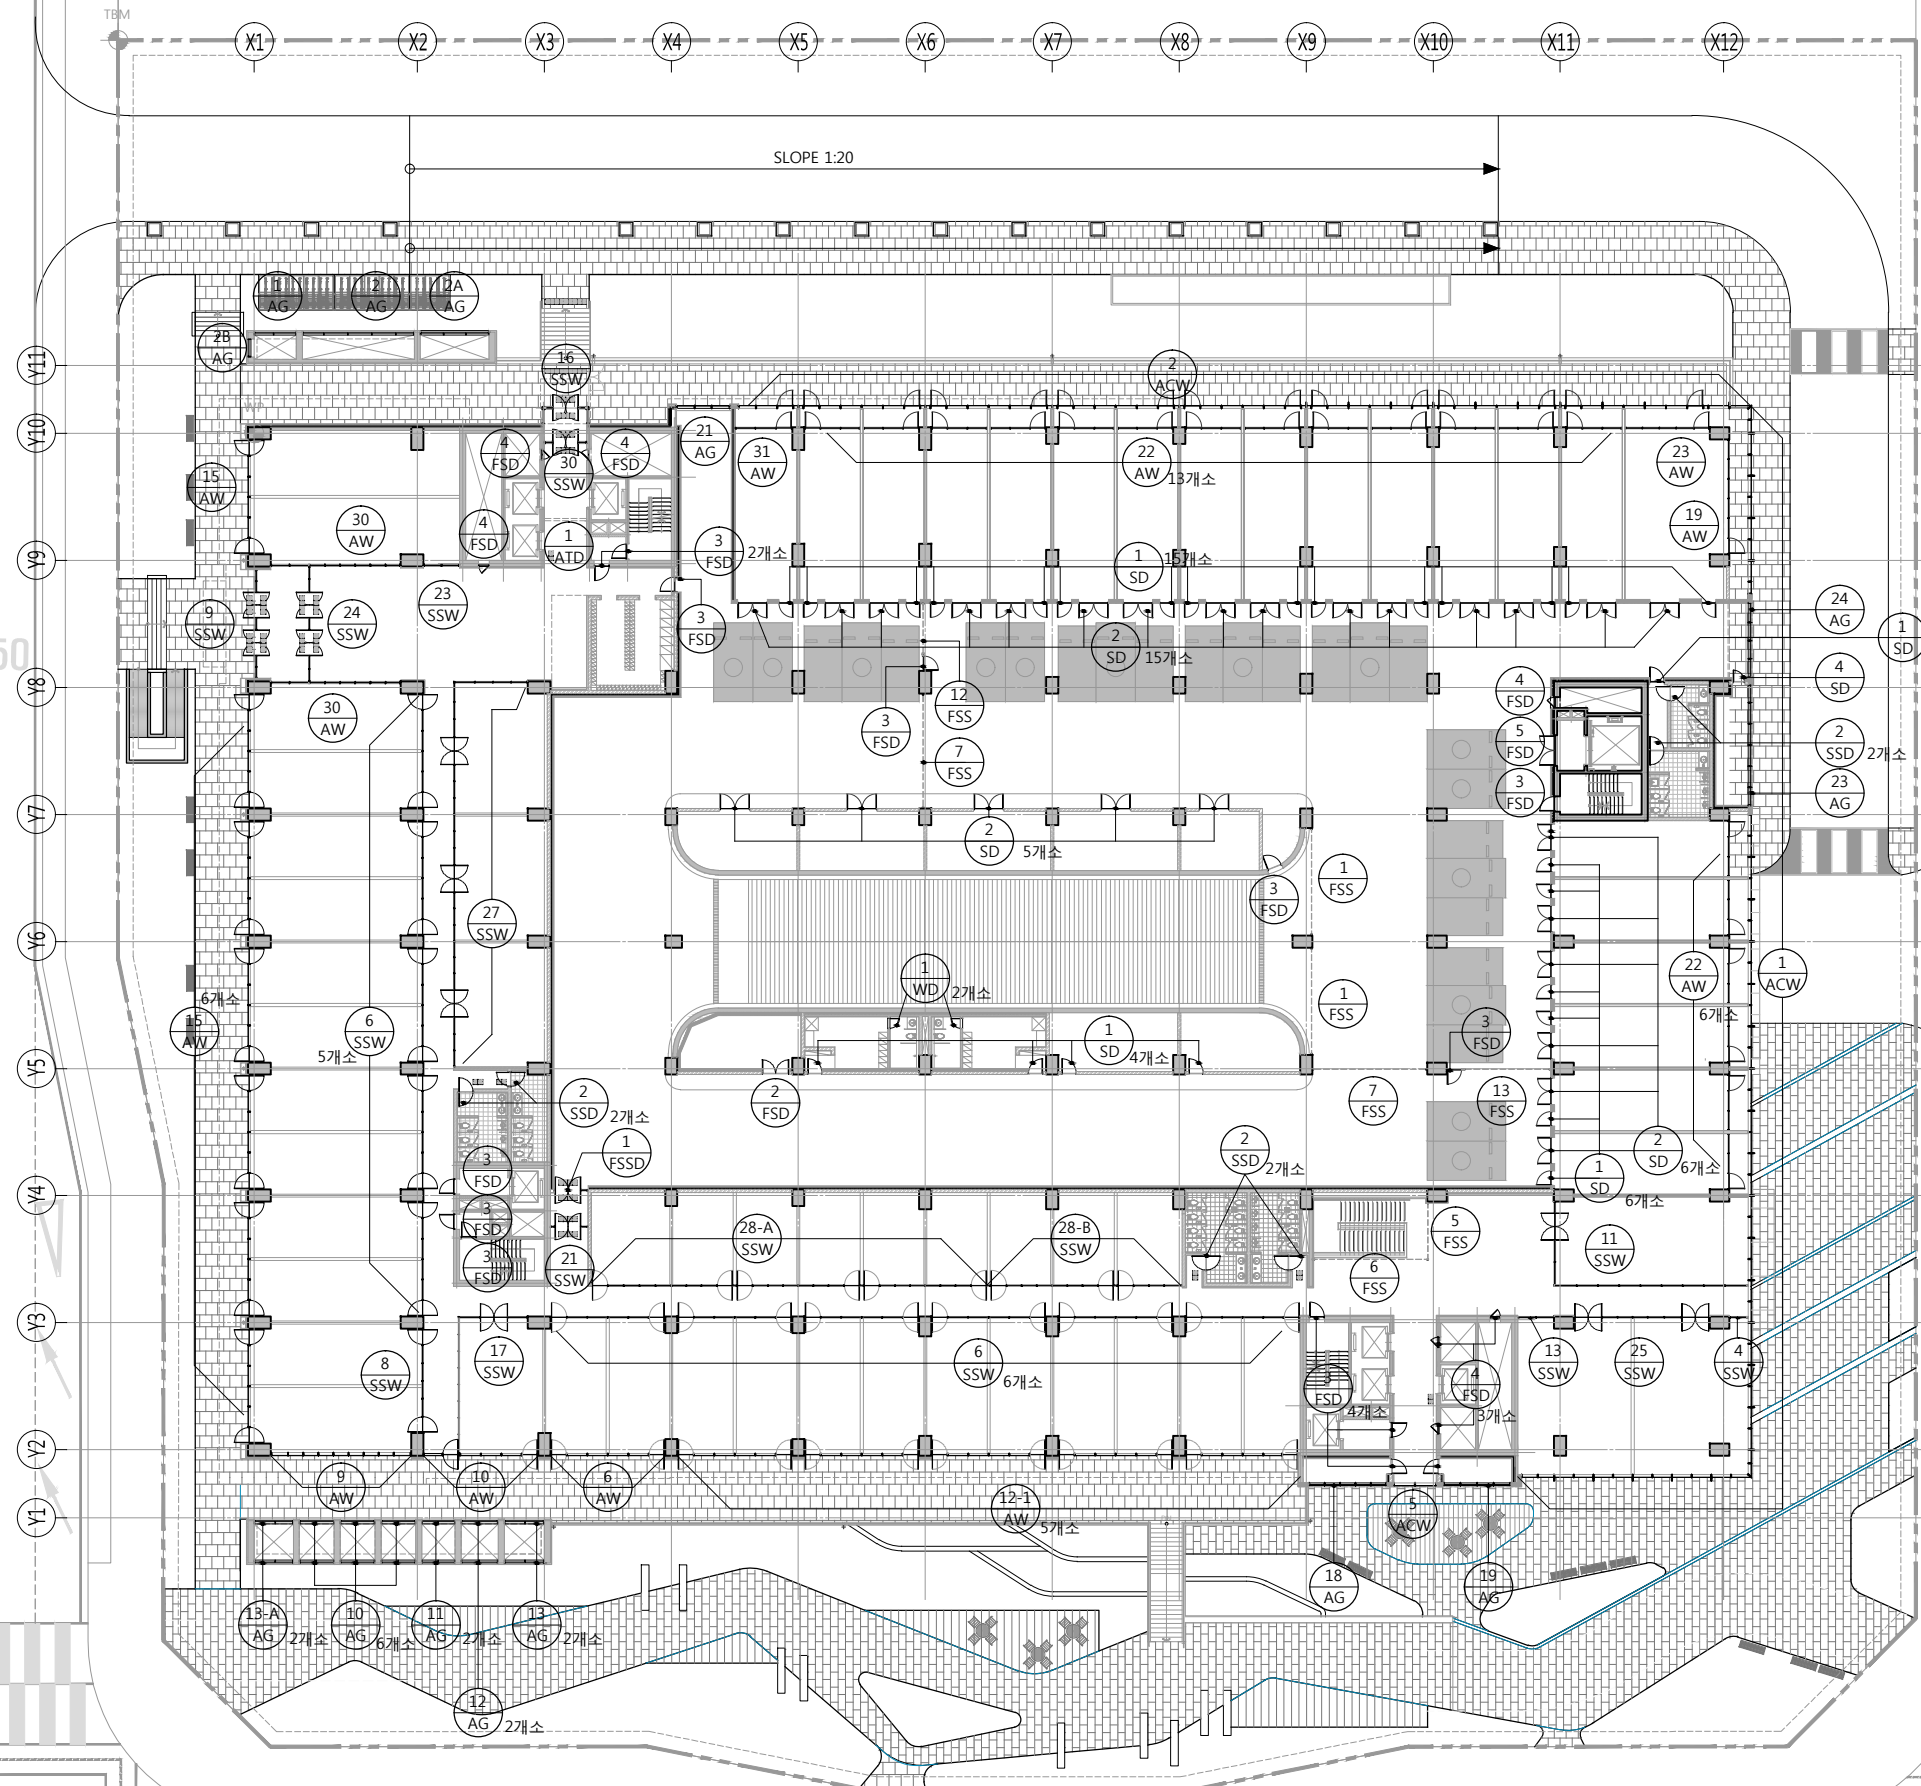 TBM
X1 X2 X3 X4 X5 X6 X7 X8 X9 X10 X11 X12
SLOPE 1:20
1
AG
2
AG
2A
AG
2B
AG
Y11
16
SSW
2
ACW
WP
Y10
4
FSD
30
SSW
4
FSD
21
AG
31
AW
22
AW
13개소
23
AW
15
AW
30
AW
4
FSD
1
ATD
3
FSD
2개소
19
AW
Y9
1
SD
15개소
9
SSW
24
SSW
23
SSW
3
FSD
24
AG
1
SD
50
2
SD
15개소
Y8
30
AW
3
FSD
12
FSS
4
FSD
4
SD
7
FSS
5
FSD
2
SSD
2개소
3
FSD
23
AG
Y7
2
SD
5개소
1
FSS
3
FSD
27
SSW
Y6
1
WD
2개소
22
AW
6개소
1
ACW
6개소
15
AW
6
SSW
5개소
1
FSS
3
FSD
1
SD
4개소
Y5
2
SSD
2개소
2
FSD
7
FSS
13
FSS
1
FSSD
2
SSD
2개소
2
SD
6개소
1
SD
6개소
3
FSD
Y4
3
FSD
3
FSD
28-A
SSW
28-B
SSW
5
FSS
11
SSW
21
SSW
6
FSS
Y3
8
SSW
17
SSW
6
SSW
6개소
3
FSD
4개소
4
FSD
3개소
13
SSW
25
SSW
4
SSW
Y2
9
AW
10
AW
6
AW
12-1
AW
5개소
5
ACW
Y1
18
AG
19
AG
13-A
AG
2개소
10
AG
6개소
11
AG
2개소
13
AG
2개소
12
AG
2개소